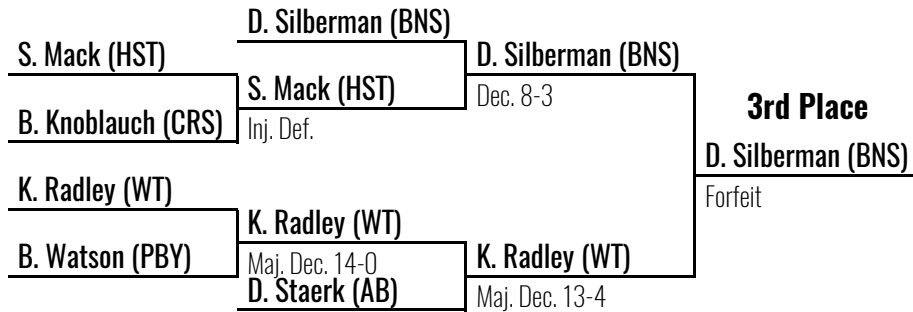 D. Silberman (BNS)
S. Mack (HST)
D. Silberman (BNS)
S. Mack (HST)
Dec. 8-3
B. Knoblauch (CRS)
Inj. Def.
3rd Place
D. Silberman (BNS)
Forfeit
K. Radley (WT)
K. Radley (WT)
B. Watson (PBY)
Maj. Dec. 14-0
K. Radley (WT)
D. Staerk (AB)
Maj. Dec. 13-4